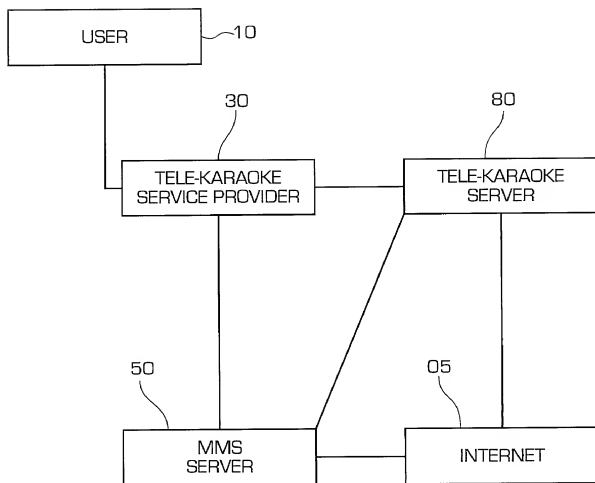 USER
10
30
80
TELE-KARAOKE
SERVICE PROVIDER
TELE-KARAOKE
SERVER
50
05
MMS
SERVER
INTERNET